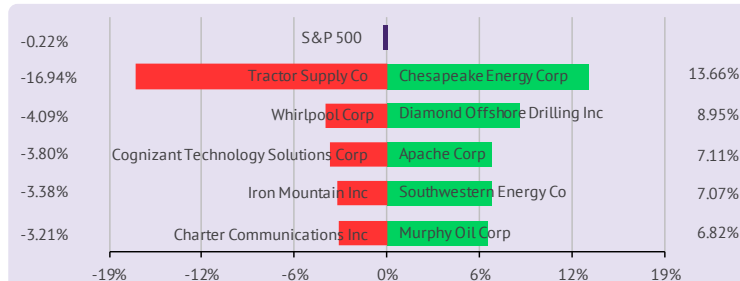 -0.22% S&P 500
-16.94% Tractor Supply Co Chesapeake Energy Corp 13.66%
-4.09% Whirlpool Corp Diamond Offshore Drilling Inc 8.95%
-3.80% Cognizant Technology Solutions Corp Apache Corp 7.11%
-3.38% Iron Mountain Inc Southwestern Energy Co 7.07%
-3.21% Charter Communications Inc Murphy Oil Corp 6.82%
-19% -12% -6% 0% 6% 12% 19%